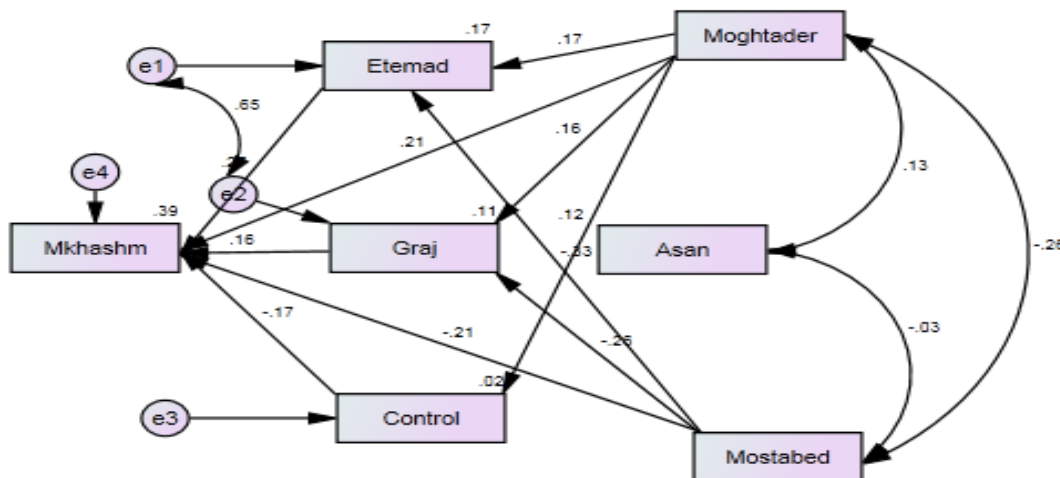 .17
.17
Moghtader
e1
Etemad
.65
.16
.21
.13
e4
e2
.39
.11
.12
-.33
Mkhashm
.16
Graj
Asan
-.26
-.17
-.21
-.03
.02
e3
Control
Mostabed